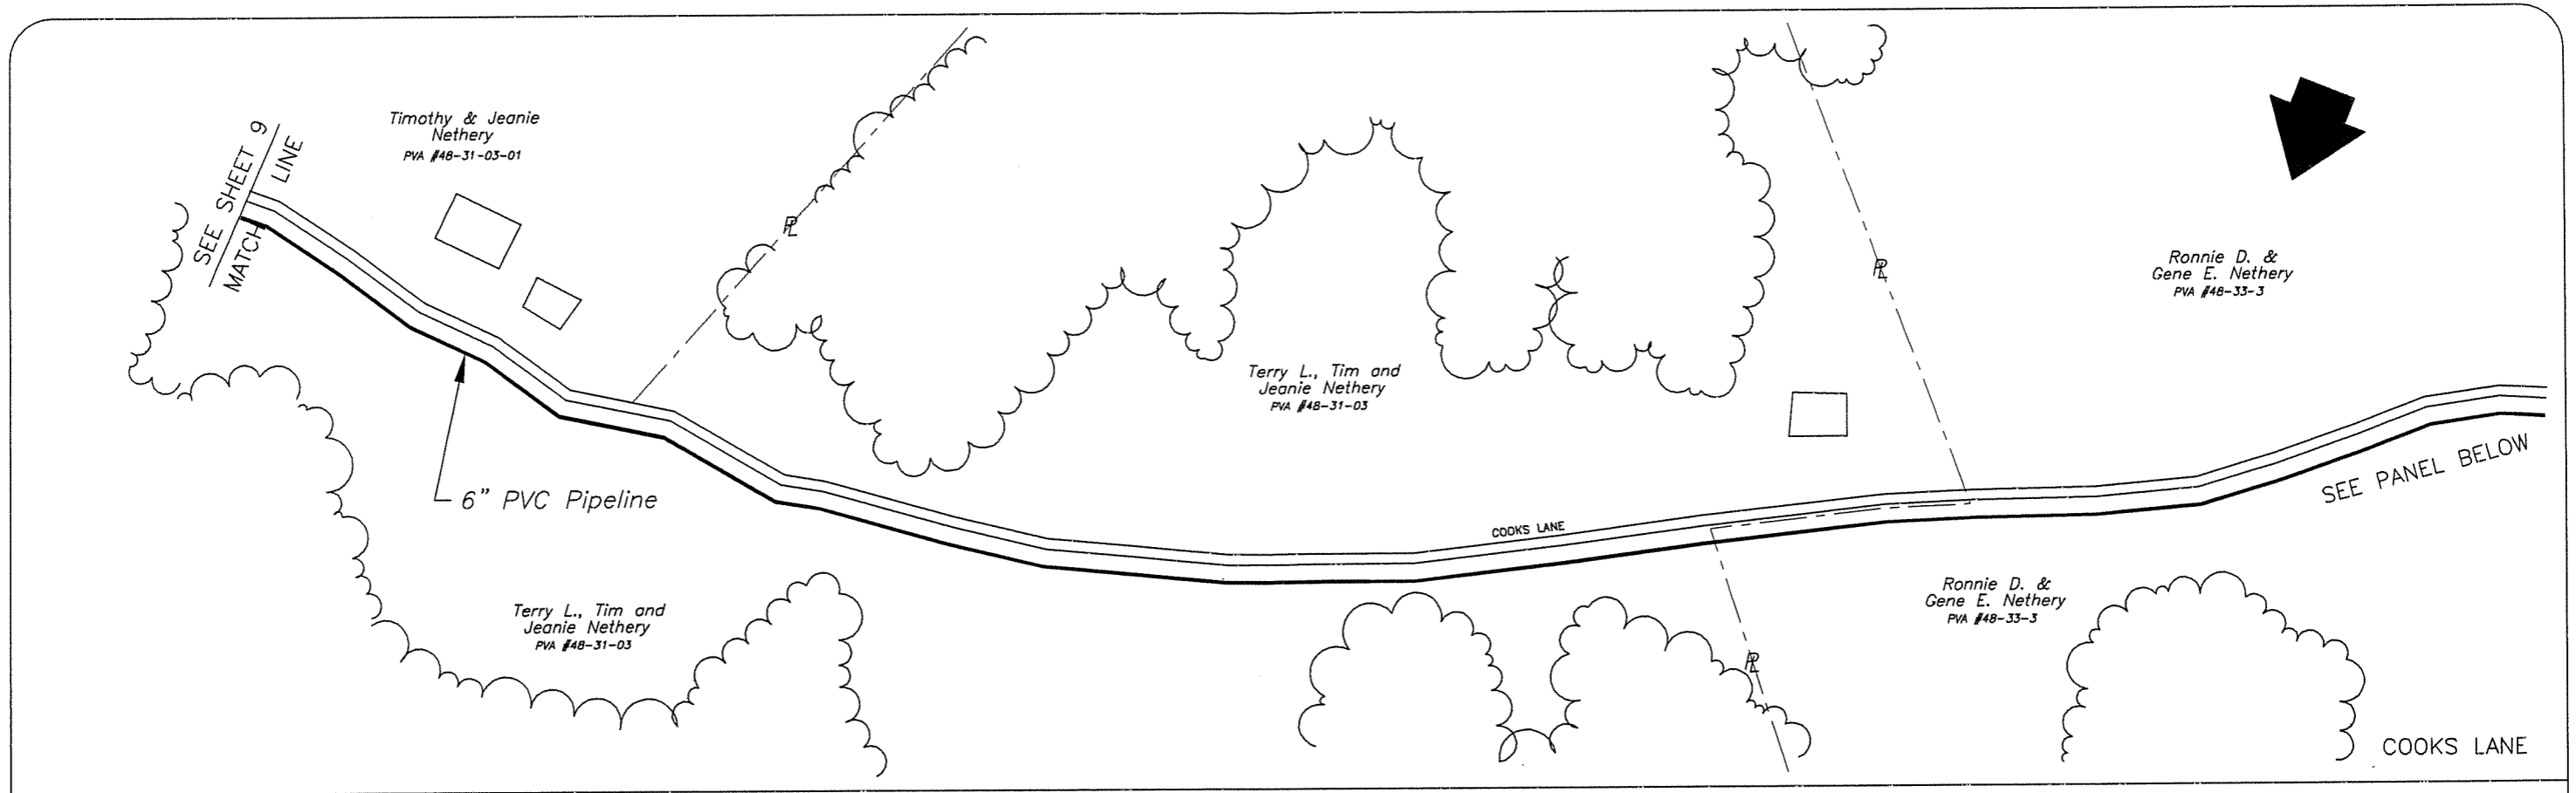 SEE SHEET 9
MATCH LINE
Timothy & Jeanie
Nethery
PVA #48-31-03-01
PL
PL
Ronnie D. &
Gene E. Nethery
PVA #48-33-3
Terry L., Tim and
Jeanie Nethery
PVA #48-31-03
6" PVC Pipeline
COOKS LANE
SEE PANEL BELOW
Terry L., Tim and
Jeanie Nethery
PVA #48-31-03
Ronnie D. &
Gene E. Nethery
PVA #48-33-3
PL
COOKS LANE